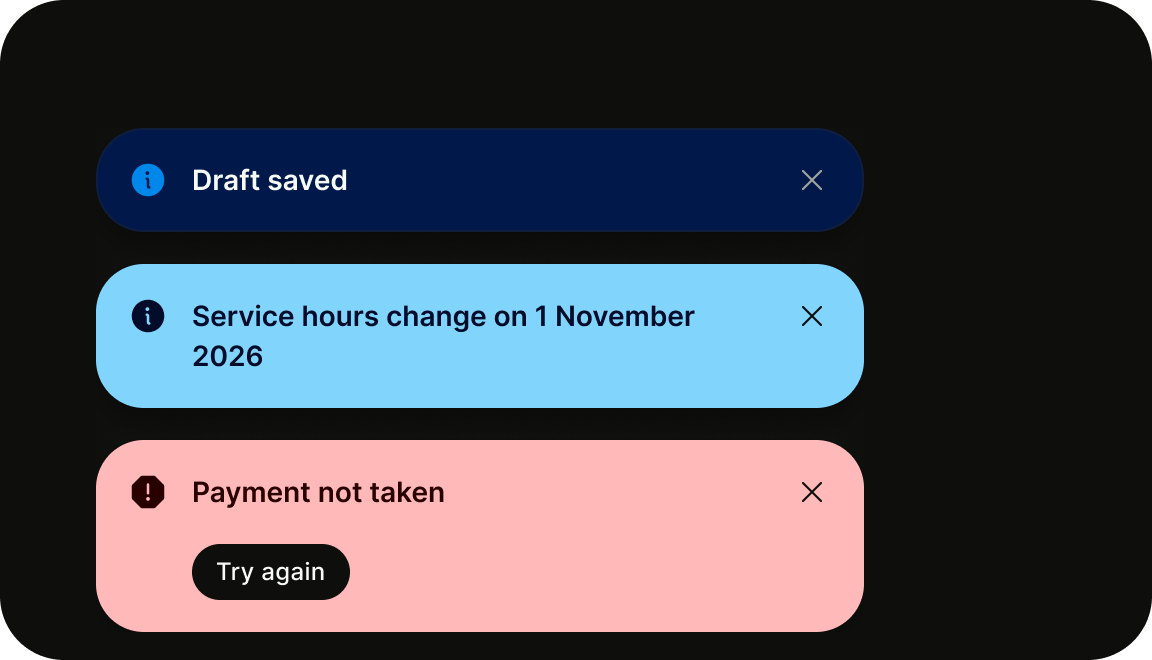 Draft saved
Service hours change on 1 November
2026
Payment not taken
Try again